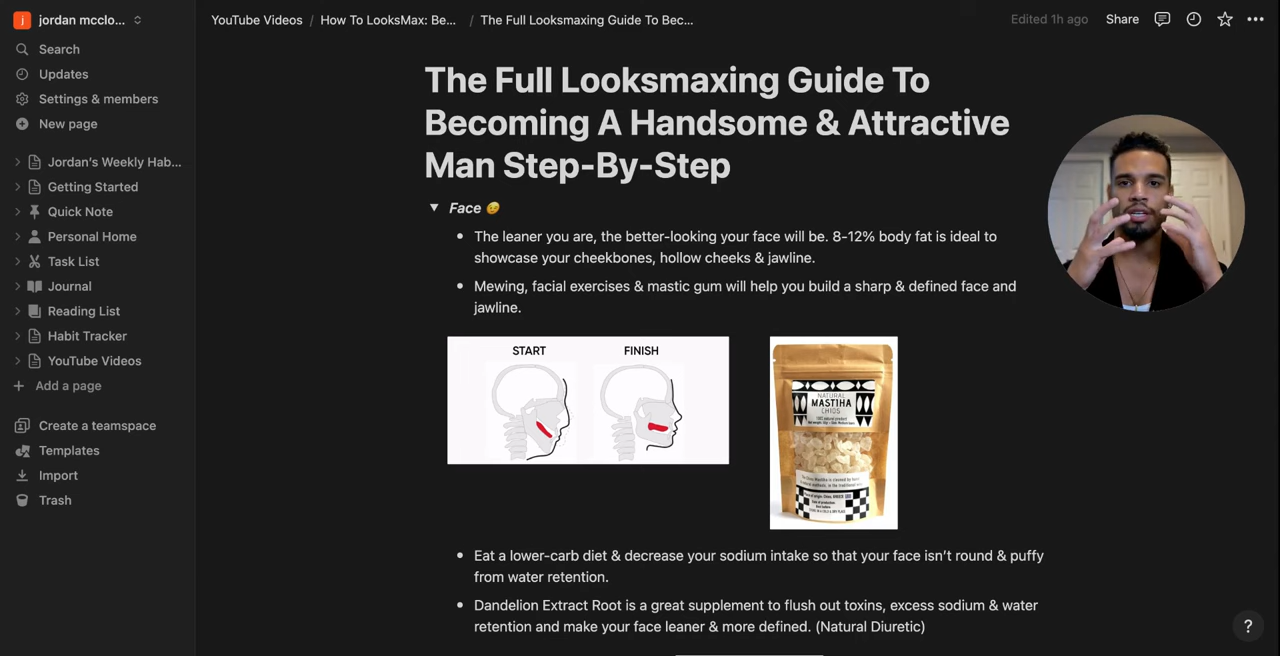 j jordan mcclo...
Search
Updates
Settings & members
New page
Jordan's Weekly Hab...
Getting Started
Quick Note
Personal Home
Task List
Journal
Reading List
Habit Tracker
YouTube Videos
Add a page
Create a teamspace
Templates
Import
Trash
YouTube Videos / How To LooksMax: Be... / The Full Looksmaxing Guide To Bec...
Edited 1h ago Share
The Full Looksmaxing Guide To
Becoming A Handsome & Attractive
Man Step-By-Step
Face 🤕
The leaner you are, the better-looking your face will be. 8-12% body fat is ideal to
showcase your cheekbones, hollow cheeks & jawline.
Mewing, facial exercises & mastic gum will help you build a sharp & defined face and
jawline.
START FINISH
NATURAL
MASTIHA
CHIOS
Eat a lower-carb diet & decrease your sodium intake so that your face isn't round & puffy
from water retention.
Dandelion Extract Root is a great supplement to flush out toxins, excess sodium & water
retention and make your face leaner & more defined. (Natural Diuretic)
?